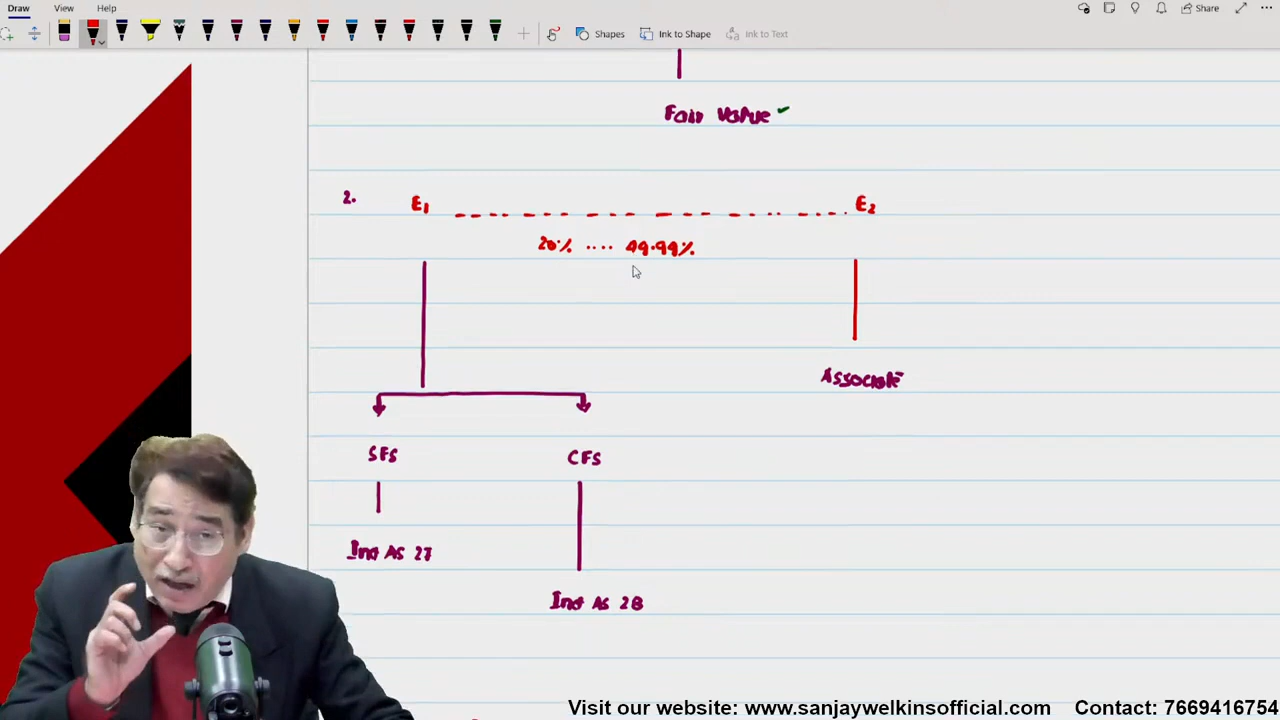 Draw View Help Share
Shapes Ink to Shape Ink to Text
Fair Value
2. E1 E2
20% .... 49.99%
Associate
SFS CFS
Ind AS 27
Ind AS 28
Visit our website: www.sanjaywelkinsofficial.com Contact: 7669416754